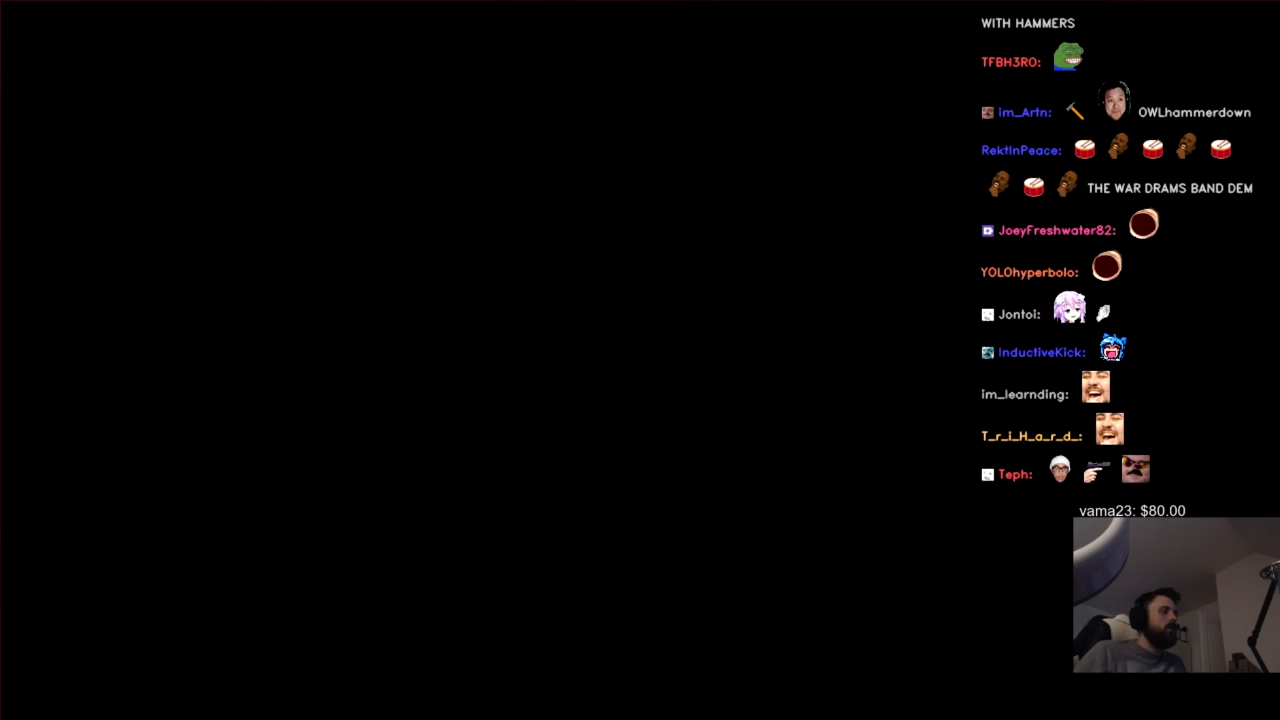 WITH HAMMERS
TFBH3RO:
im_Artn: OWLhammerdown
RektInPeace:
THE WAR DRAMS BAND DEM
JoeyFreshwater82:
YOLOhyperbolo:
Jontoi:
InductiveKick:
im_learnding:
T_r_i_H_a_r_d_:
Teph:
vama23: $80.00